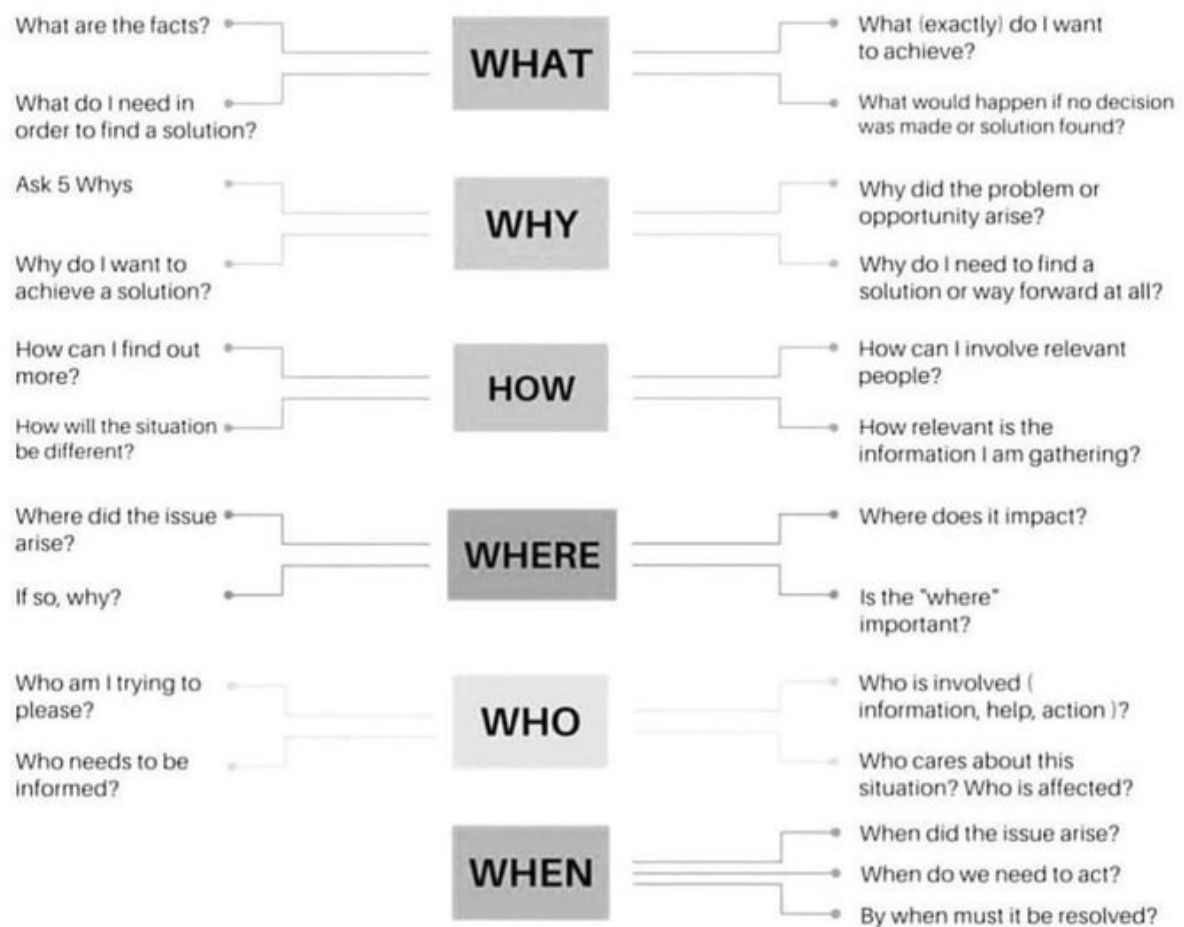 What are the facts?
What do I need in
order to find a solution?
WHAT
What (exactly) do I want
to achieve?
What would happen if no decision
was made or solution found?
Ask 5 Whys
Why do I want to
achieve a solution?
WHY
Why did the problem or
opportunity arise?
Why do I need to find a
solution or way forward at all?
How can I find out
more?
How will the situation
be different?
HOW
How can I involve relevant
people?
How relevant is the
information I am gathering?
Where did the issue
arise?
If so, why?
WHERE
Where does it impact?
Is the "where"
important?
Who am I trying to
please?
Who needs to be
informed?
WHO
Who is involved (
information, help, action )?
Who cares about this
situation? Who is affected?
WHEN
When did the issue arise?
When do we need to act?
By when must it be resolved?